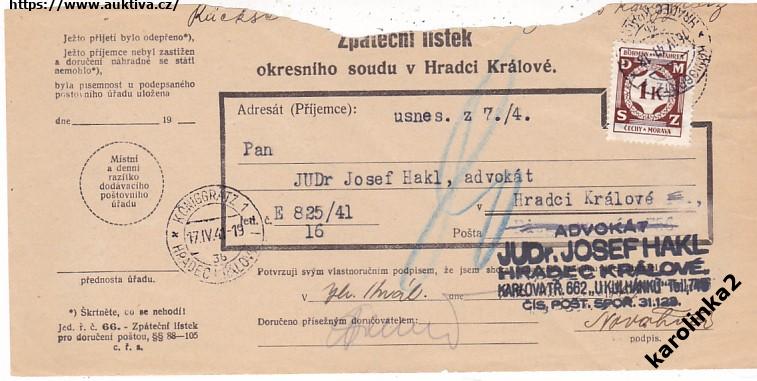 https://www.auktiva.cz/
Zpáteční lístek
okresního soudu v Hradci Králové.
Ježto přijetí bylo odepřeno*),
Ježto příjemce nebyl zastižen
a doručení náhradné se státi
nemohlo*),
byla písemnost u podepsaného
poštovního úřadu uložena
dne 19
Místní
a denní
razítko
dodávacího
poštovního
úřadu
přednosta úřadu.
*) Škrtněte, co se nehodí!
Jed. ř. č. 66. - Zpáteční lístek
pro doručení poštou, §§ 88—105
c. ř. s.
BÖHMEN u. MÄHREN
D M
1K
S Z
ČECHY a MORAVA
Adresát (Příjemce): usnes. z 7./4.
Pan
JUDr Josef Hakl, advokát
v Hradci Králové
Jedn. č.
E 825/41
16
Pošta
KÖNIGGRÄTZ 1
17.IV.41-19
3b
HRADEC KRÁLOVÉ
ADVOKÁT
JUDr. JOSEF HAKL
HRADEC KRÁLOVÉ.
KARLOVA TŘ. 662, „U KULHÁNKŮ" Tel. 745
ČÍS. POŠT. SPOŘ. 31.129.
Potvrzuji svým vlastnoručním podpisem, že jsem
v dne
Doručeno přísežným doručovatelem:
podpis.
karolinka2